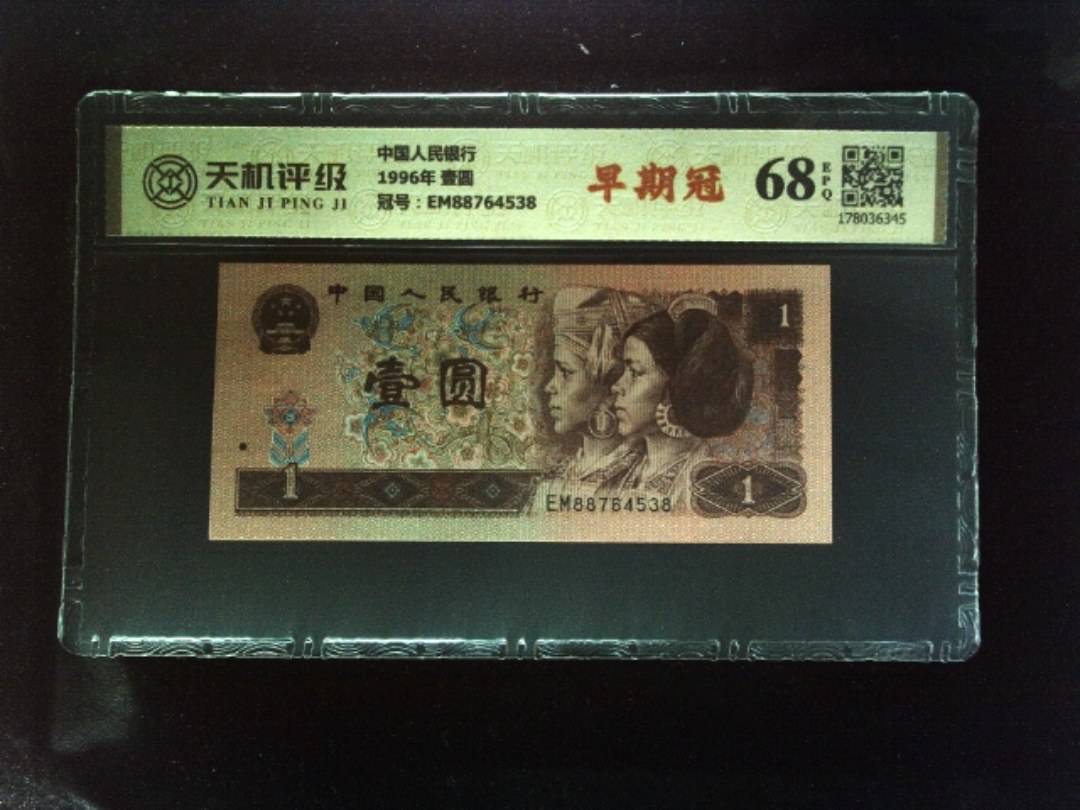 天机评级
TIAN JI PING JI
中国人民银行
1996年 壹圆
冠号：EM88764538
早期冠
68
EPQ
178036345
中国人民银行
1
壹圆
1
EM88764538
1